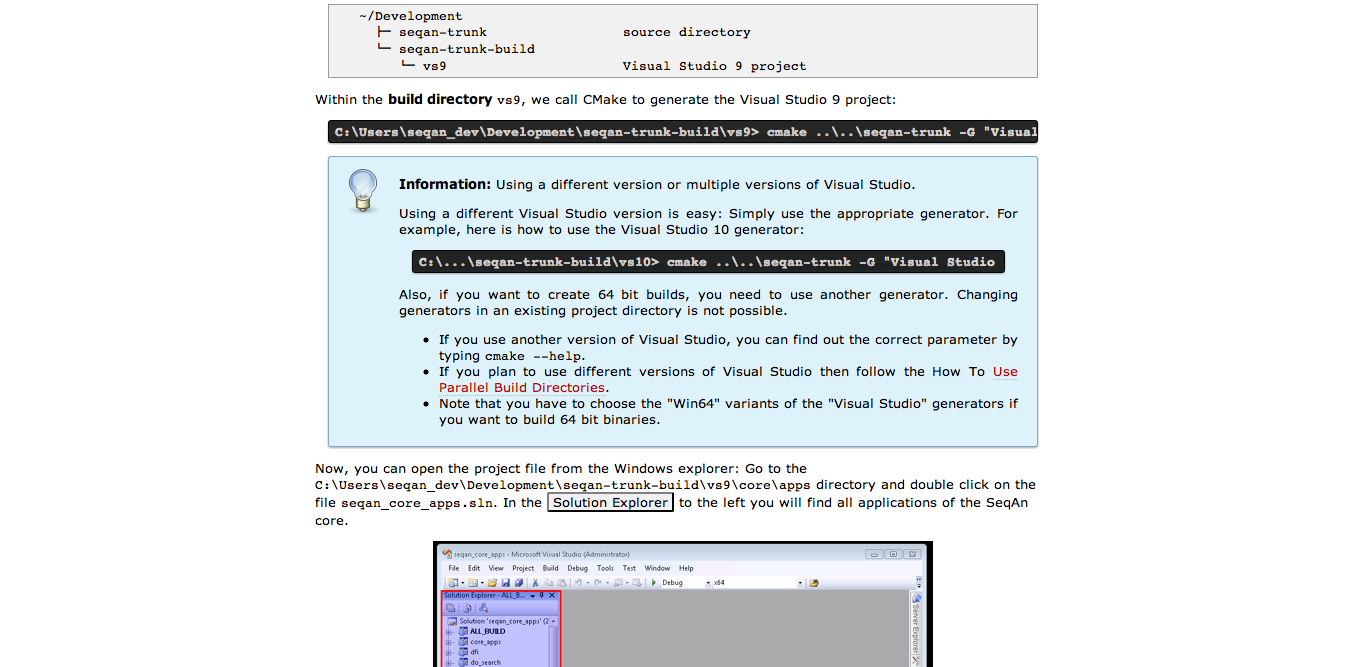 ~/Development
├─ seqan-trunk source directory
└─ seqan-trunk-build
└─ vs9 Visual Studio 9 project
Within the build directory vs9, we call CMake to generate the Visual Studio 9 project:
C:\Users\seqan_dev\Development\seqan-trunk-build\vs9> cmake ..\..\seqan-trunk -G "Visual
Information: Using a different version or multiple versions of Visual Studio.
Using a different Visual Studio version is easy: Simply use the appropriate generator. For
example, here is how to use the Visual Studio 10 generator:
C:\...\seqan-trunk-build\vs10> cmake ..\..\seqan-trunk -G "Visual Studio
Also, if you want to create 64 bit builds, you need to use another generator. Changing
generators in an existing project directory is not possible.
• If you use another version of Visual Studio, you can find out the correct parameter by
typing cmake --help.
• If you plan to use different versions of Visual Studio then follow the How To Use
Parallel Build Directories.
• Note that you have to choose the "Win64" variants of the "Visual Studio" generators if
you want to build 64 bit binaries.
Now, you can open the project file from the Windows explorer: Go to the
C:\Users\seqan_dev\Development\seqan-trunk-build\vs9\core\apps directory and double click on the
file seqan_core_apps.sln. In the Solution Explorer to the left you will find all applications of the SeqAn
core.
seqan_core_apps - Microsoft Visual Studio (Administrator)
File Edit View Project Build Debug Tools Test Window Help
Debug x64
Solution Explorer - ALL_B...
Solution 'seqan_core_apps' (2
ALL_BUILD
core_apps
dfi
do_search
Server Explorer